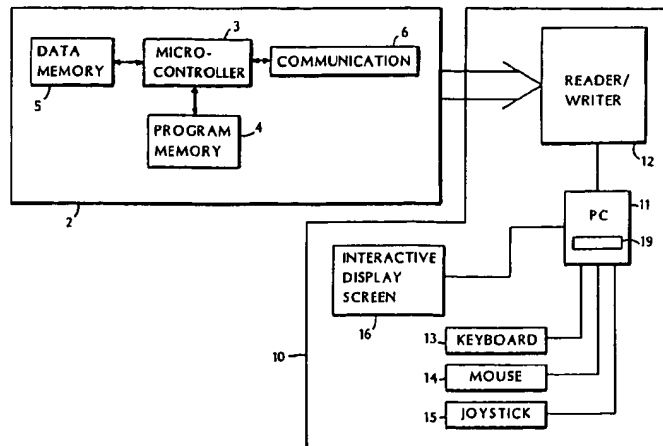 3
6
DATA
MEMORY
MICRO-
CONTROLLER
COMMUNICATION
5
PROGRAM
MEMORY
4
2
READER/
WRITER
12
11
PC
19
INTERACTIVE
DISPLAY
SCREEN
16
10
13
KEYBOARD
14
MOUSE
15
JOYSTICK